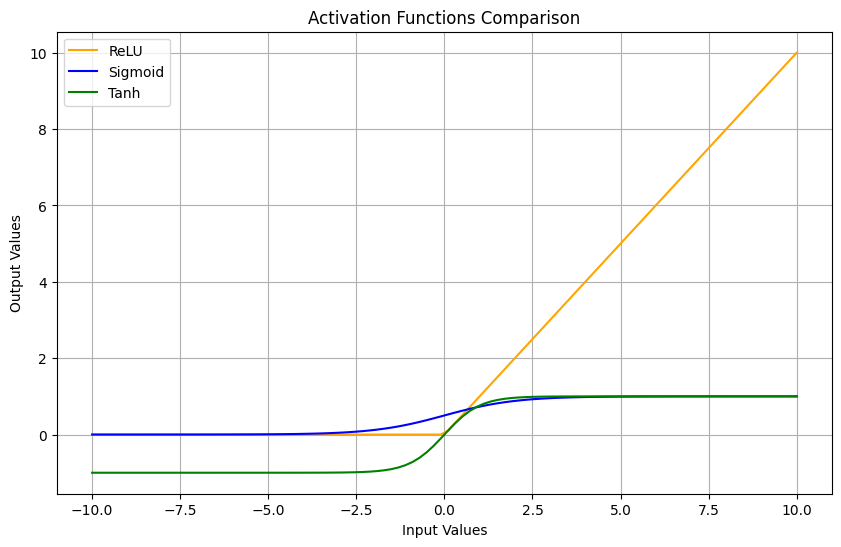 Activation Functions Comparison
ReLU
Sigmoid
Tanh
10
8
6
4
2
0
Output Values
−10.0 −7.5 −5.0 −2.5 0.0 2.5 5.0 7.5 10.0
Input Values